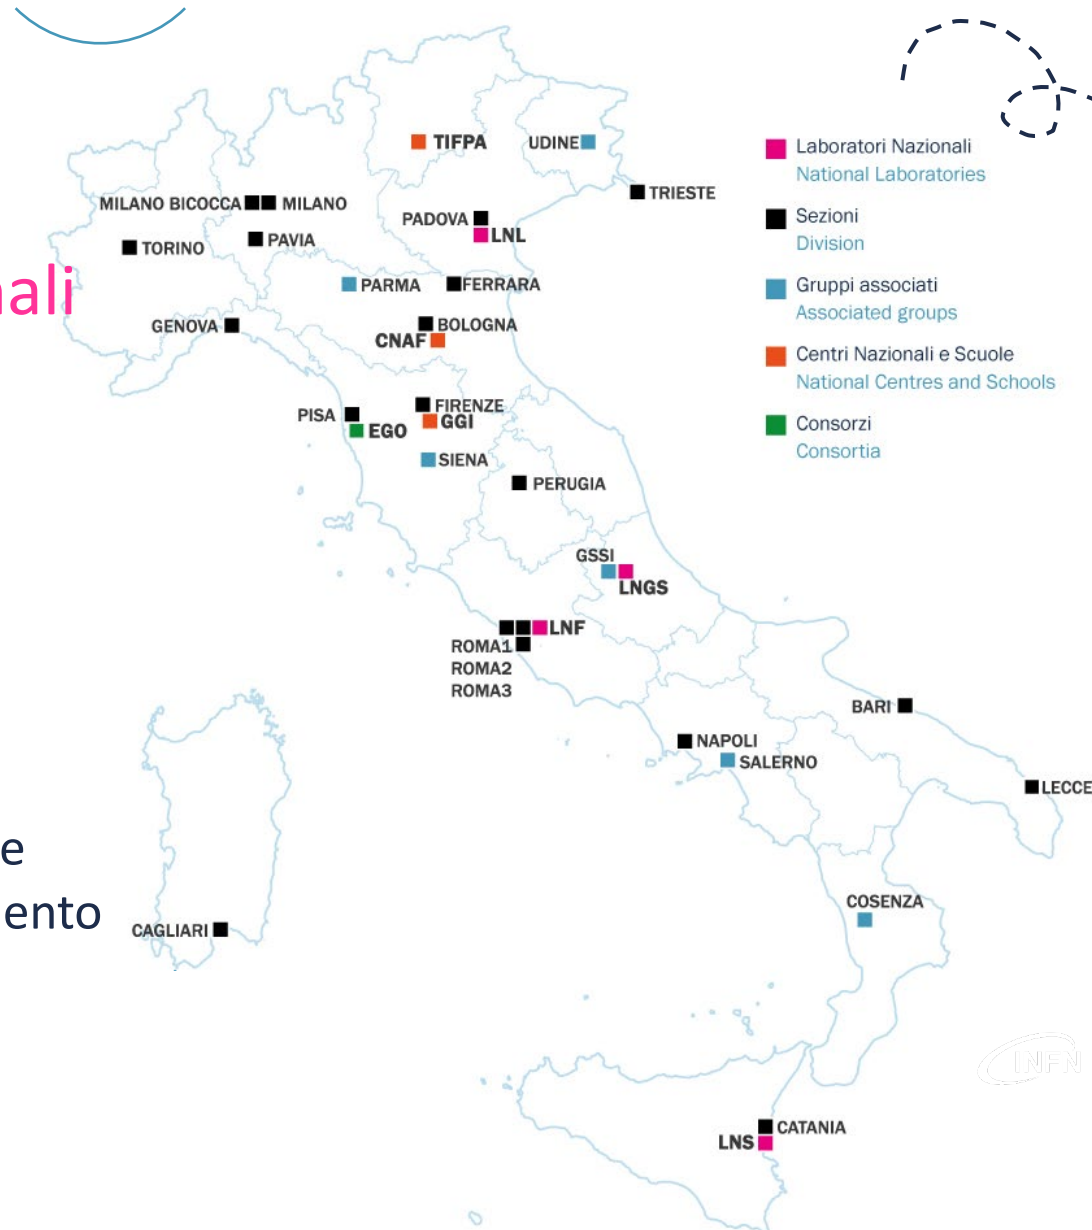 TIFPA
UDINE
TRIESTE
MILANO BICOCCA
MILANO
PADOVA
LNL
TORINO
PAVIA
nali
PARMA
FERRARA
GENOVA
BOLOGNA
CNAF
FIRENZE
PISA
GGI
EGO
SIENA
PERUGIA
GSSI
LNGS
LNF
ROMA1
ROMA2
ROMA3
BARI
NAPOLI
SALERNO
LECCE
e
ento
COSENZA
CAGLIARI
CATANIA
LNS
Laboratori Nazionali
National Laboratories
Sezioni
Division
Gruppi associati
Associated groups
Centri Nazionali e Scuole
National Centres and Schools
Consorzi
Consortia
INFN